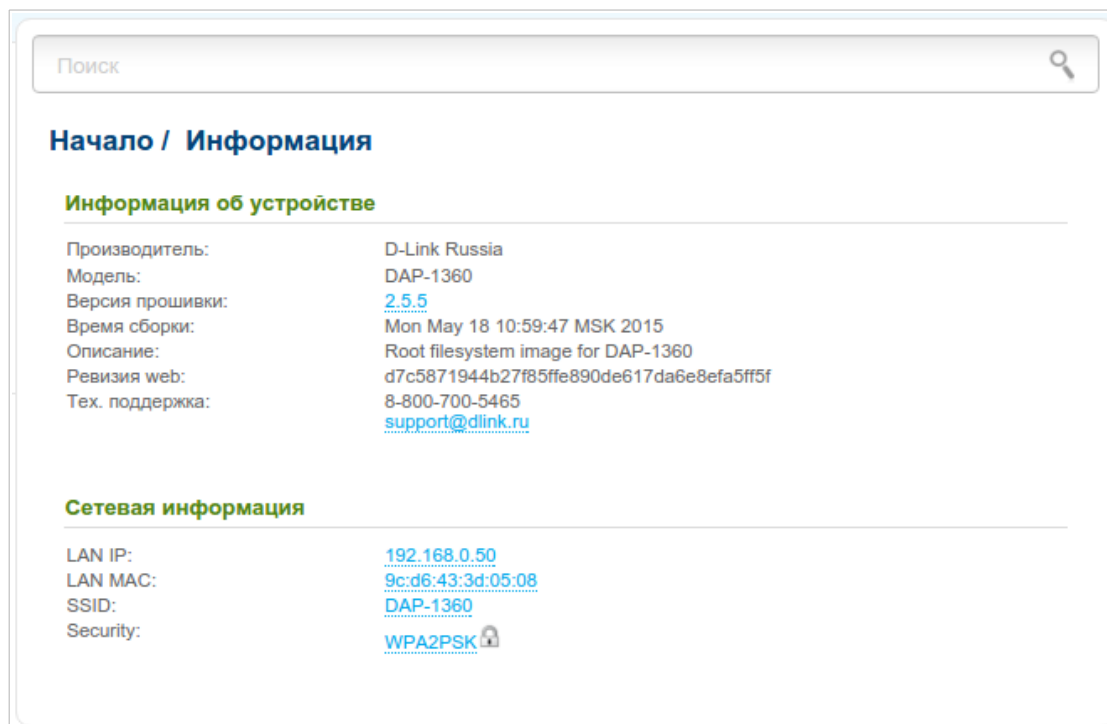 Поиск
Начало / Информация
Информация об устройстве
Производитель: D-Link Russia
Модель: DAP-1360
Версия прошивки: 2.5.5
Время сборки: Mon May 18 10:59:47 MSK 2015
Описание: Root filesystem image for DAP-1360
Ревизия web: d7c5871944b27f85ffe890de617da6e8efa5ff5f
Тех. поддержка: 8-800-700-5465
support@dlink.ru
Сетевая информация
LAN IP: 192.168.0.50
LAN MAC: 9c:d6:43:3d:05:08
SSID: DAP-1360
Security: WPA2PSK